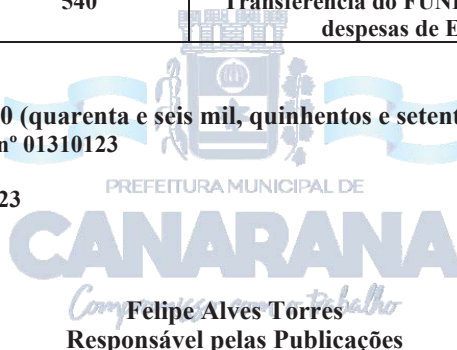 540
Transferência do FUN
despesas de E
0 (quarenta e seis mil, quinhentos e setent
nº 01310123
23
PREFEITURA MUNICIPAL DE
CANARANA
Compromisso com o trabalho
Felipe Alves Torres
Responsável pelas Publicações